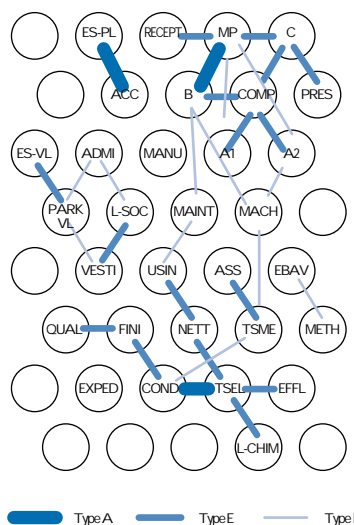 ES-PL RECEPT MP C
ACC B COMP PRES
ES-VL ADMI MANU A1 A2
PARK VL L-SOC MAINT MACH
VESTI USIN ASS EBAV
QUAL FINI NETT TSME METH
EXPED COND TSEL EFFL
L-CHIM
Type A Type E Type